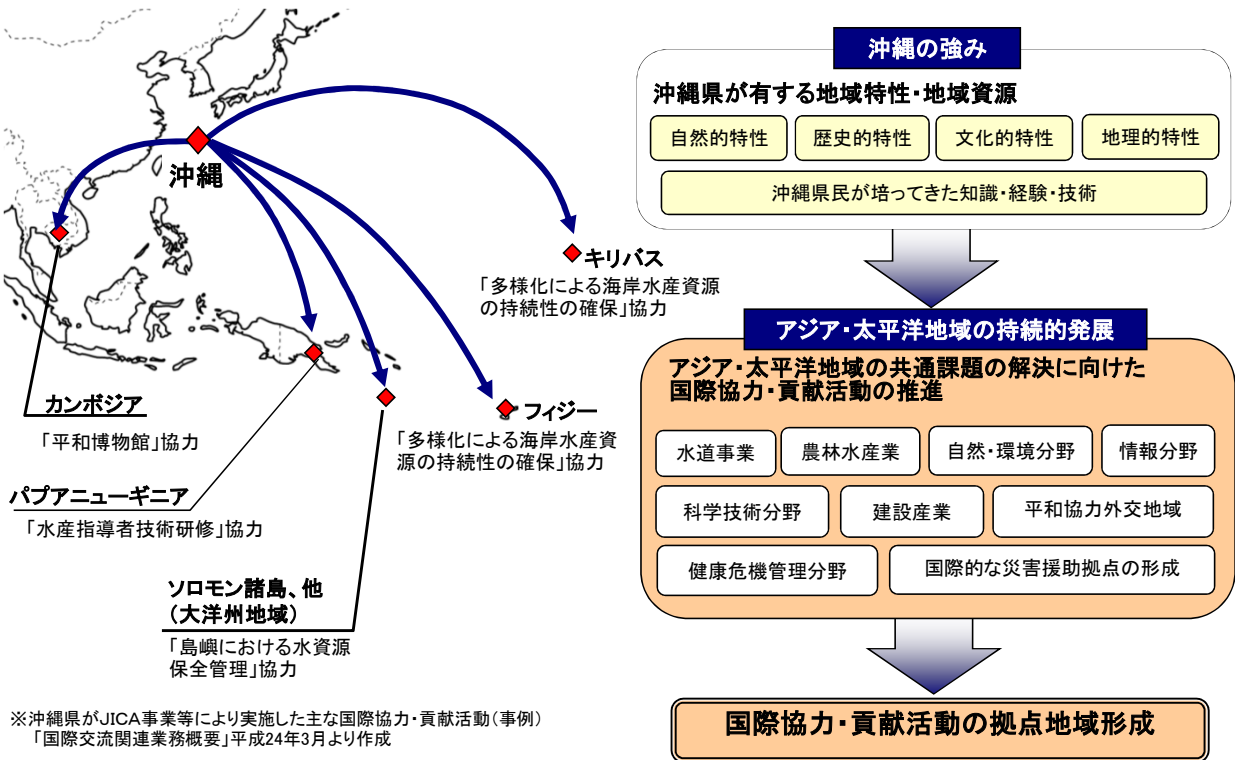 沖縄
キリバス
「多様化による海岸水産資源
の持続性の確保」協力
カンボジア
「平和博物館」協力
フィジー
「多様化による海岸水産資
源の持続性の確保」協力
パプアニューギニア
「水産指導者技術研修」協力
ソロモン諸島、他
(大洋州地域)
「島嶼における水資源
保全管理」協力
※沖縄県がJICA事業等により実施した主な国際協力・貢献活動(事例)
「国際交流関連業務概要」平成24年3月より作成
沖縄の強み
沖縄県が有する地域特性・地域資源
自然的特性
歴史的特性
文化的特性
地理的特性
沖縄県民が培ってきた知識・経験・技術
アジア・太平洋地域の持続的発展
アジア・太平洋地域の共通課題の解決に向けた
国際協力・貢献活動の推進
水道事業
農林水産業
自然・環境分野
情報分野
科学技術分野
建設産業
平和協力外交地域
健康危機管理分野
国際的な災害援助拠点の形成
国際協力・貢献活動の拠点地域形成